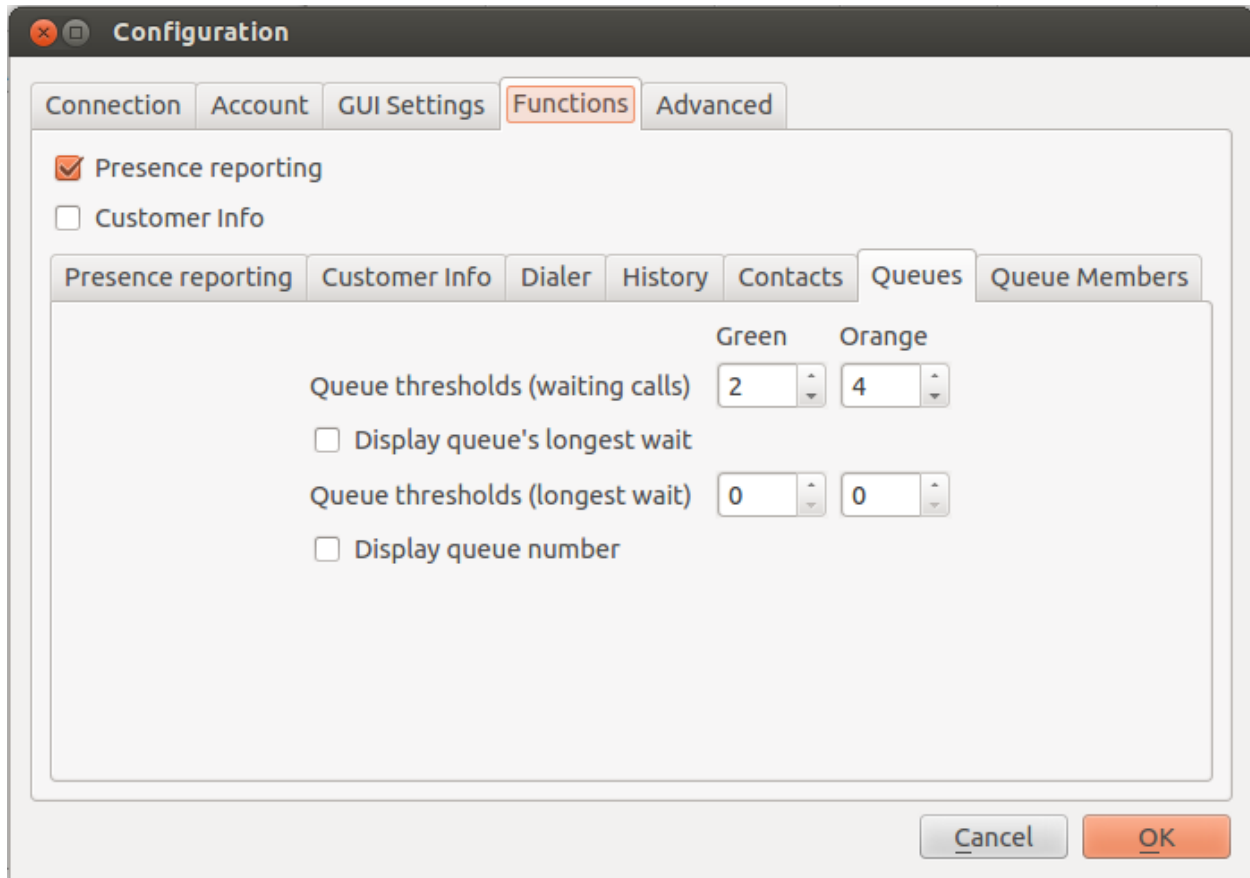 Configuration
Connection Account GUI Settings Functions Advanced
Presence reporting
Customer Info
Presence reporting Customer Info Dialer History Contacts Queues Queue Members
Green Orange
Queue thresholds (waiting calls) 2 4
Display queue's longest wait
Queue thresholds (longest wait) 0 0
Display queue number
Cancel OK